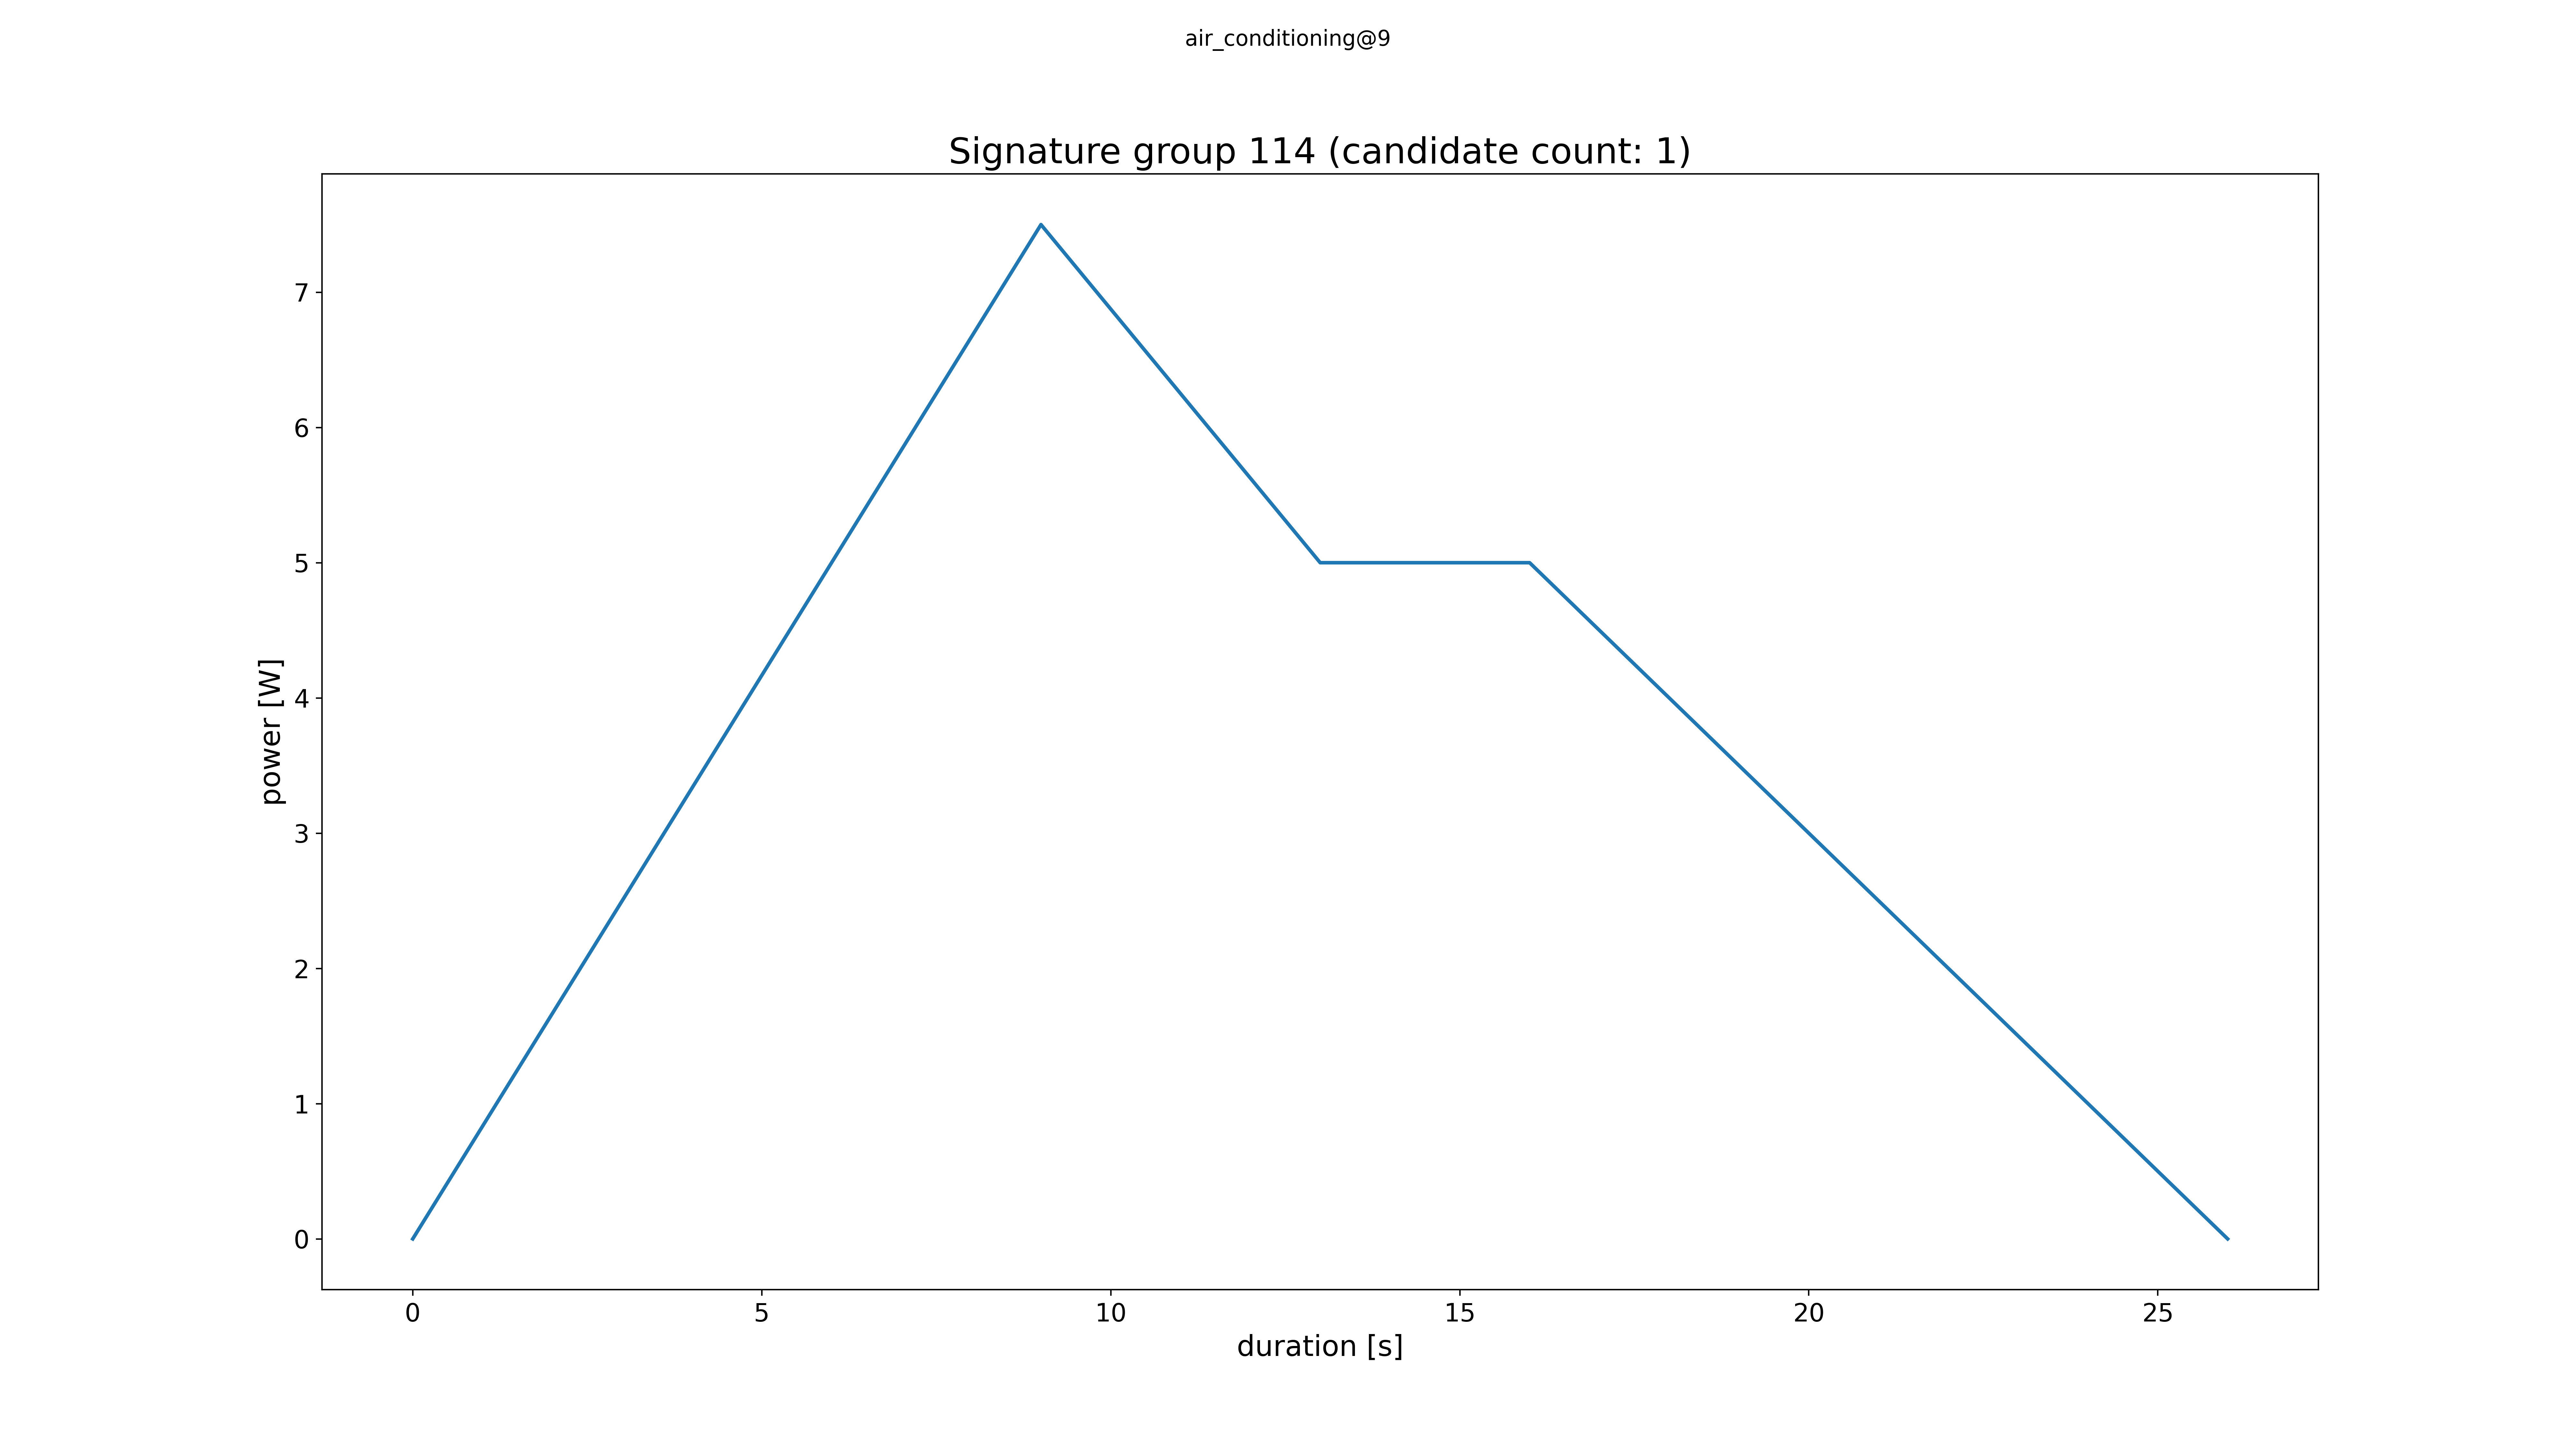 air_conditioning@9
Signature group 114 (candidate count: 1)
power [W]
7
6
5
4
3
2
1
0
0 5 10 15 20 25
duration [s]